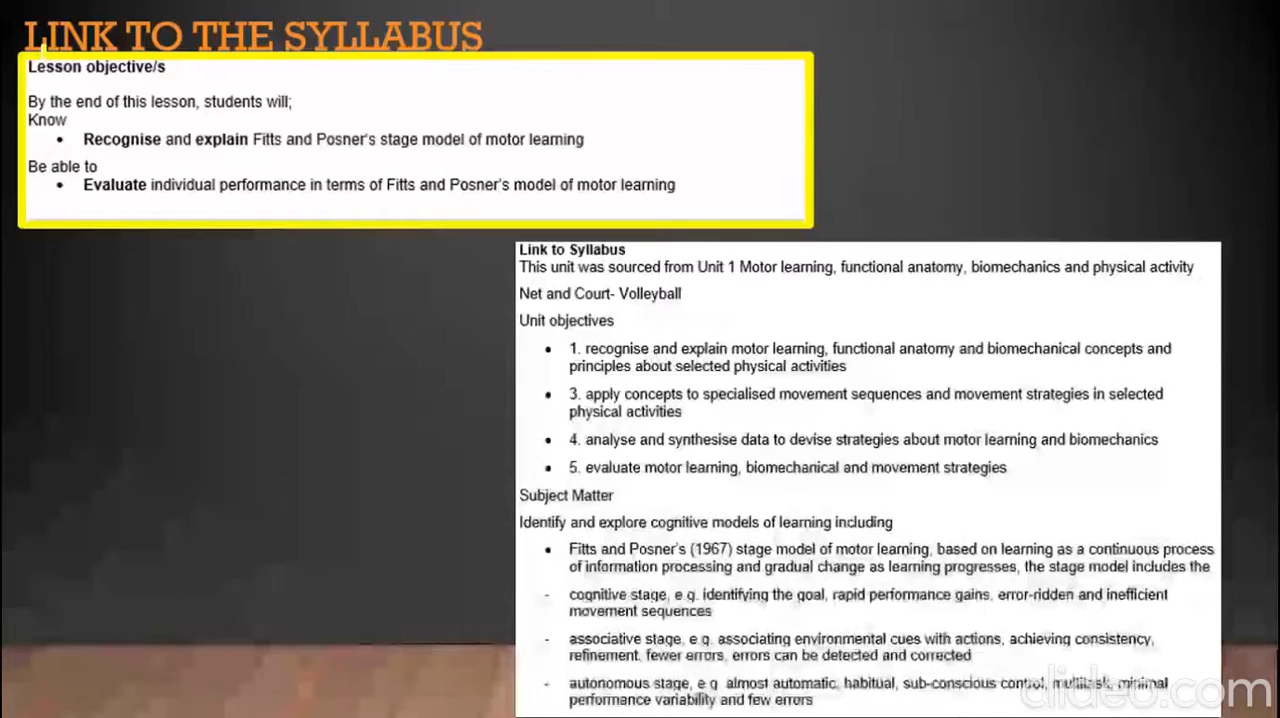 LINK TO THE SYLLABUS
Lesson objective/s
By the end of this lesson, students will;
Know
• Recognise and explain Fitts and Posner's stage model of motor learning
Be able to
• Evaluate individual performance in terms of Fitts and Posner's model of motor learning
Link to Syllabus
This unit was sourced from Unit 1 Motor learning, functional anatomy, biomechanics and physical activity
Net and Court- Volleyball
Unit objectives
• 1. recognise and explain motor learning, functional anatomy and biomechanical concepts and
principles about selected physical activities
• 3. apply concepts to specialised movement sequences and movement strategies in selected
physical activities
• 4. analyse and synthesise data to devise strategies about motor learning and biomechanics
• 5. evaluate motor learning, biomechanical and movement strategies
Subject Matter
Identify and explore cognitive models of learning including
• Fitts and Posner's (1967) stage model of motor learning, based on learning as a continuous process
of information processing and gradual change as learning progresses, the stage model includes the
- cognitive stage, e.g. identifying the goal, rapid performance gains, error-ridden and inefficient
movement sequences
- associative stage, e.g. associating environmental cues with actions, achieving consistency,
refinement, fewer errors, errors can be detected and corrected
- autonomous stage, e.g. almost automatic, habitual, sub-conscious control, multitask, minimal
performance variability and few errors
clideo.com